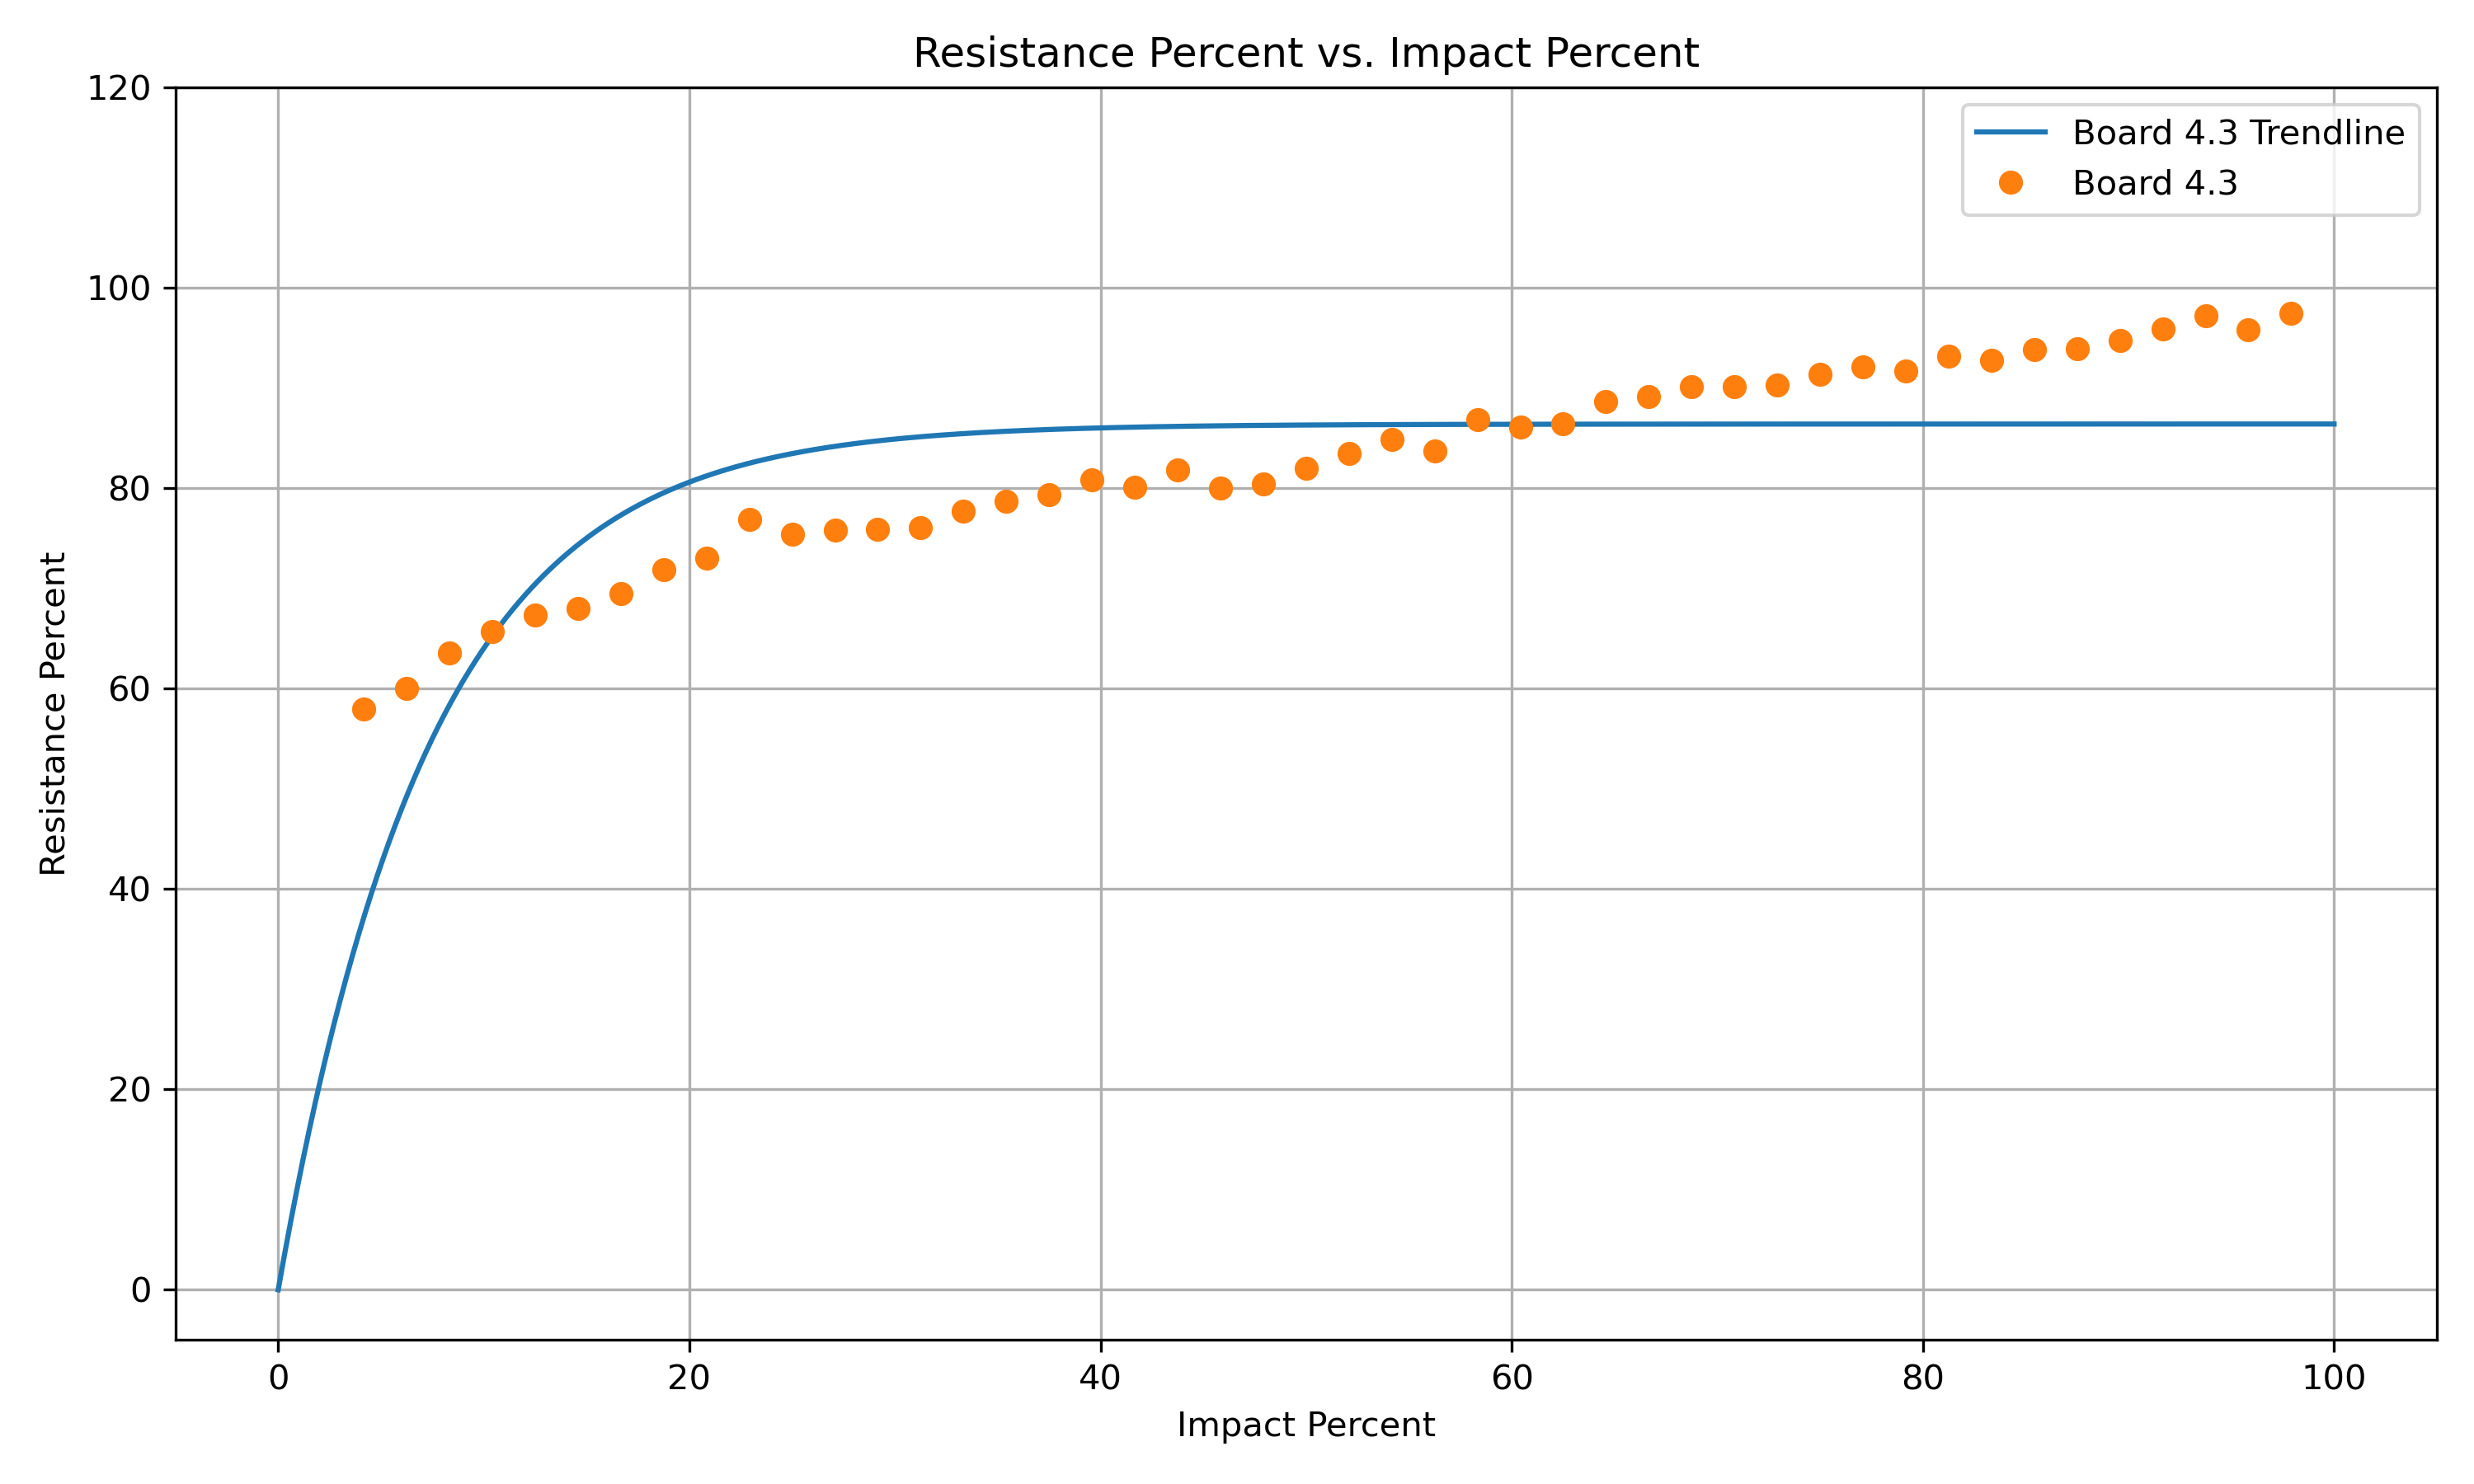 Resistance Percent vs. Impact Percent
Board 4.3 Trendline
Board 4.3
120
100
80
60
40
20
0
Resistance Percent
0 20 40 60 80 100
Impact Percent